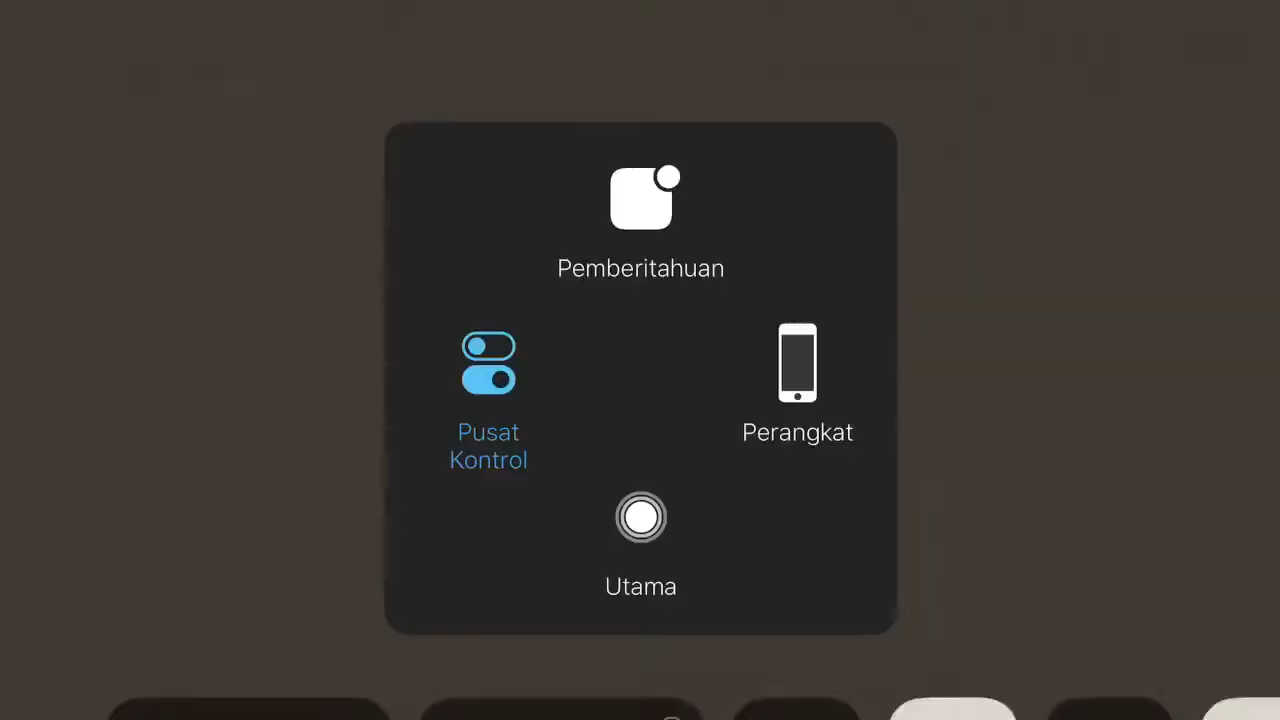 Pemberitahuan
Pusat
Kontrol
Perangkat
Utama